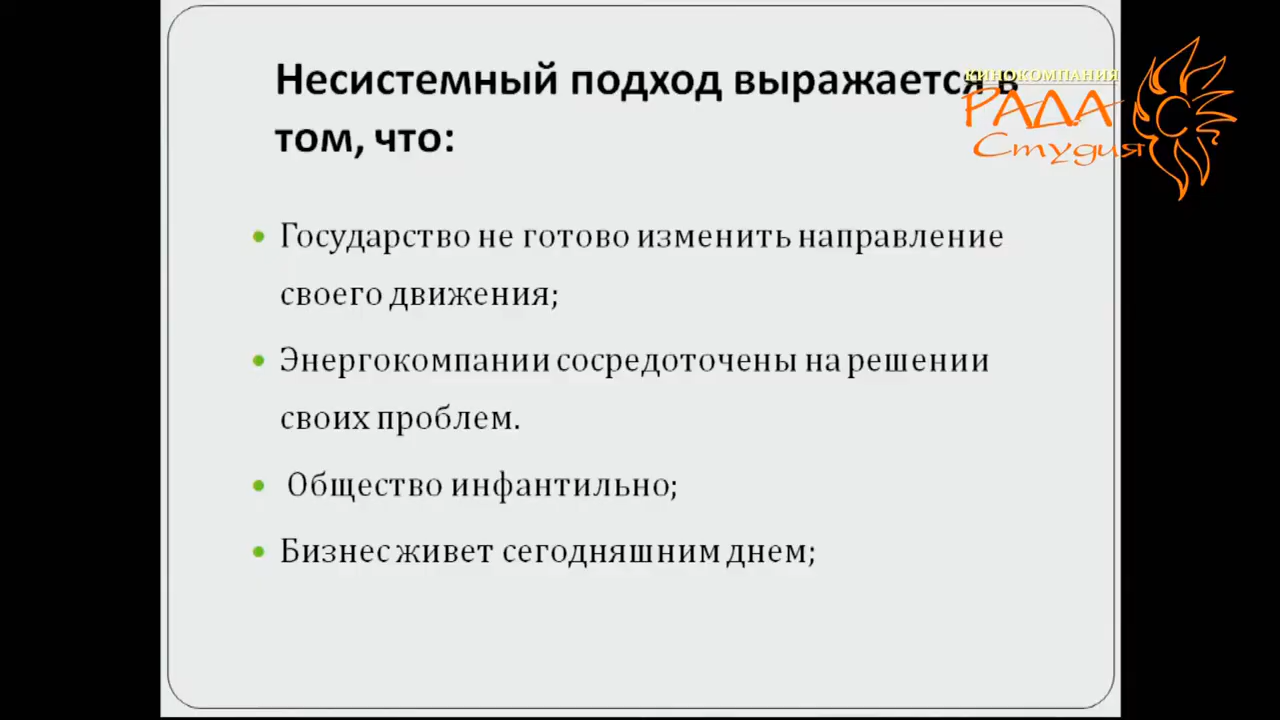 Несистемный подход выражается в
том, что:
КИНОКОМПАНИЯ
РАДА
Студия
Государство не готово изменить направление
своего движения;
Энергокомпании сосредоточены на решении
своих проблем.
Общество инфантильно;
Бизнес живет сегодняшним днем;